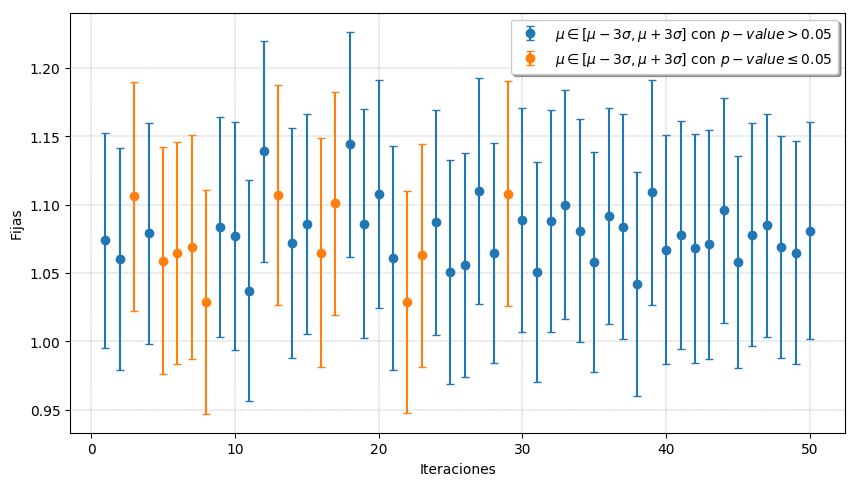 μ ∈ [μ − 3σ, μ + 3σ] con p − value > 0.05
μ ∈ [μ − 3σ, μ + 3σ] con p − value ≤ 0.05
1.20
1.15
1.10
1.05
1.00
0.95
Fijas
0 10 20 30 40 50
Iteraciones